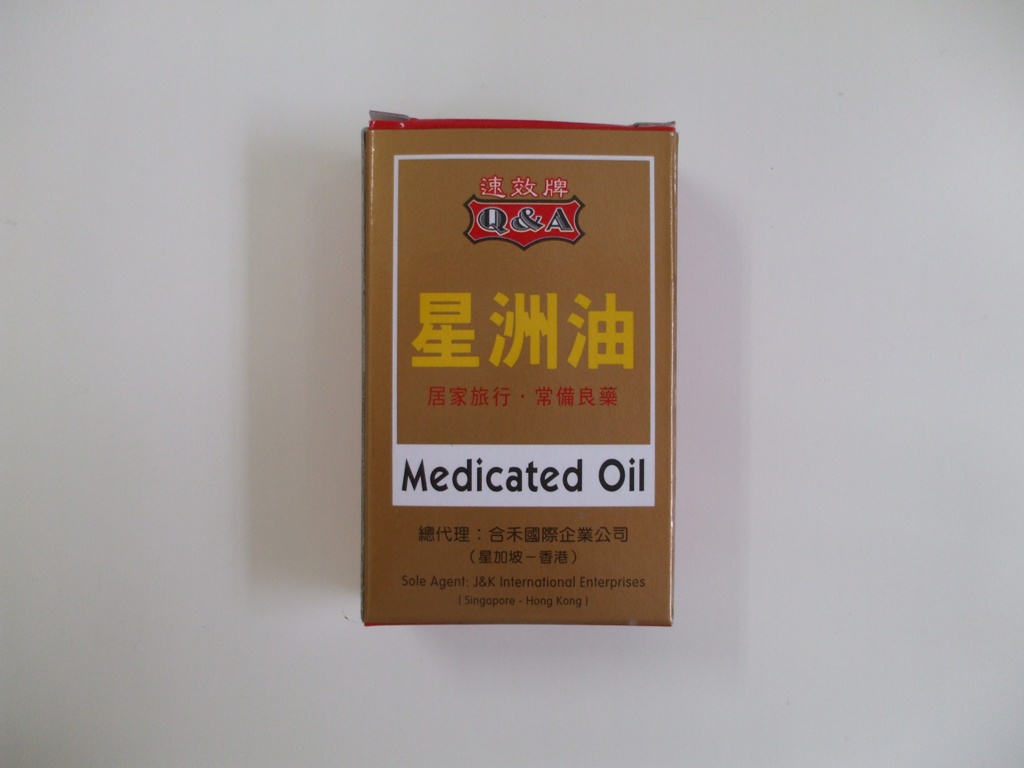 速效牌
Q&A
星洲油
居家旅行·常備良藥
Medicated Oil
總代理：合禾國際企業公司
（星加坡－香港）
Sole Agent: J&K International Enterprises
( Singapore - Hong Kong )